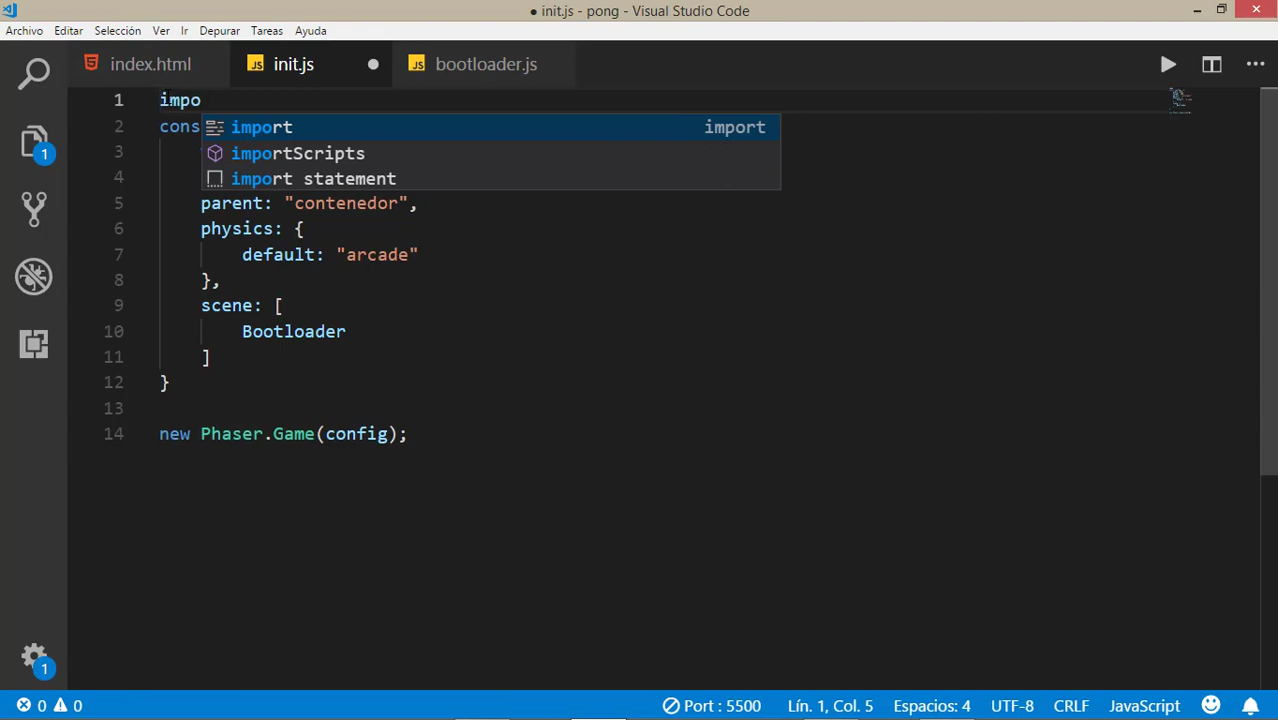 ● init.js - pong - Visual Studio Code
Archivo Editar Selección Ver Ir Depurar Tareas Ayuda
index.html init.js ● bootloader.js
1 impo
import import
2 cons
importScripts
3
import statement
4
5 parent: "contenedor",
6 physics: {
7 default: "arcade"
8 },
9 scene: [
10 Bootloader
11 ]
12 }
13
14 new Phaser.Game(config);
1
1
0 0 Port : 5500 Lín. 1, Col. 5 Espacios: 4 UTF-8 CRLF JavaScript